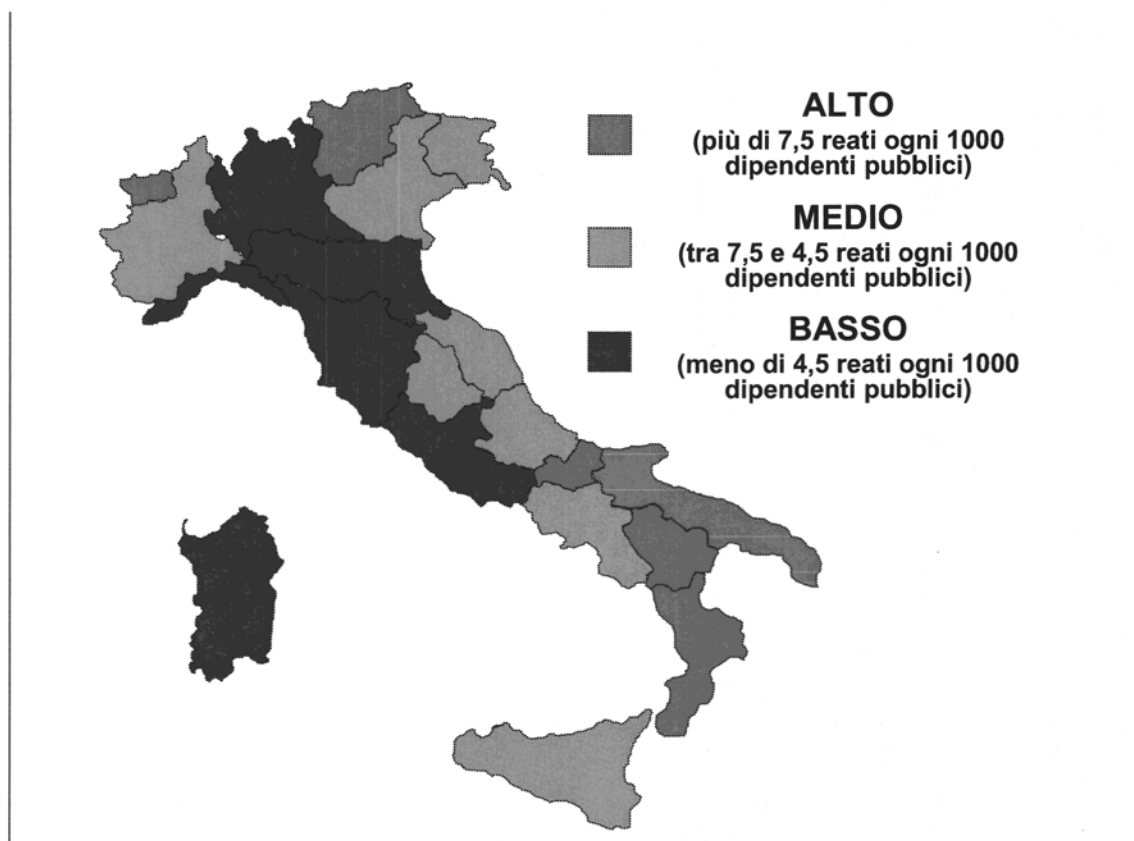 ALTO
(più di 7,5 reati ogni 1000
dipendenti pubblici)
MEDIO
(tra 7,5 e 4,5 reati ogni 1000
dipendenti pubblici)
BASSO
(meno di 4,5 reati ogni 1000
dipendenti pubblici)